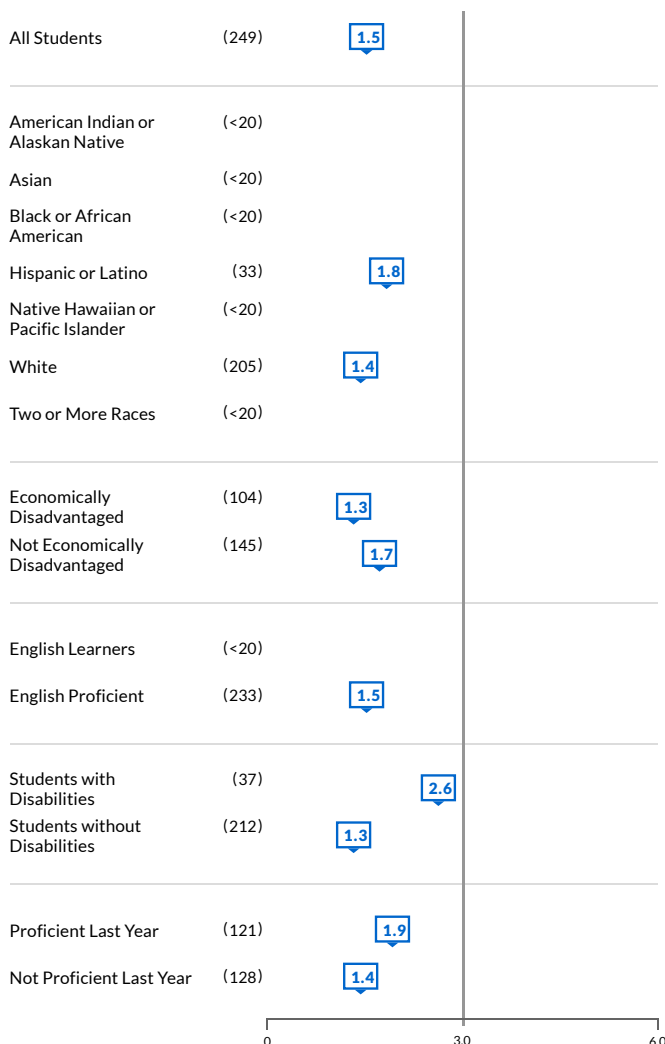 All Students (249) 1.5
American Indian or (<20)
Alaskan Native
Asian (<20)
Black or African (<20)
American
Hispanic or Latino (33) 1.8
Native Hawaiian or (<20)
Pacific Islander
White (205) 1.4
Two or More Races (<20)
Economically (104) 1.3
Disadvantaged
Not Economically (145) 1.7
Disadvantaged
English Learners (<20)
English Proficient (233) 1.5
Students with (37) 2.6
Disabilities
Students without (212) 1.3
Disabilities
Proficient Last Year (121) 1.9
Not Proficient Last Year (128) 1.4
0 3.0 6.0